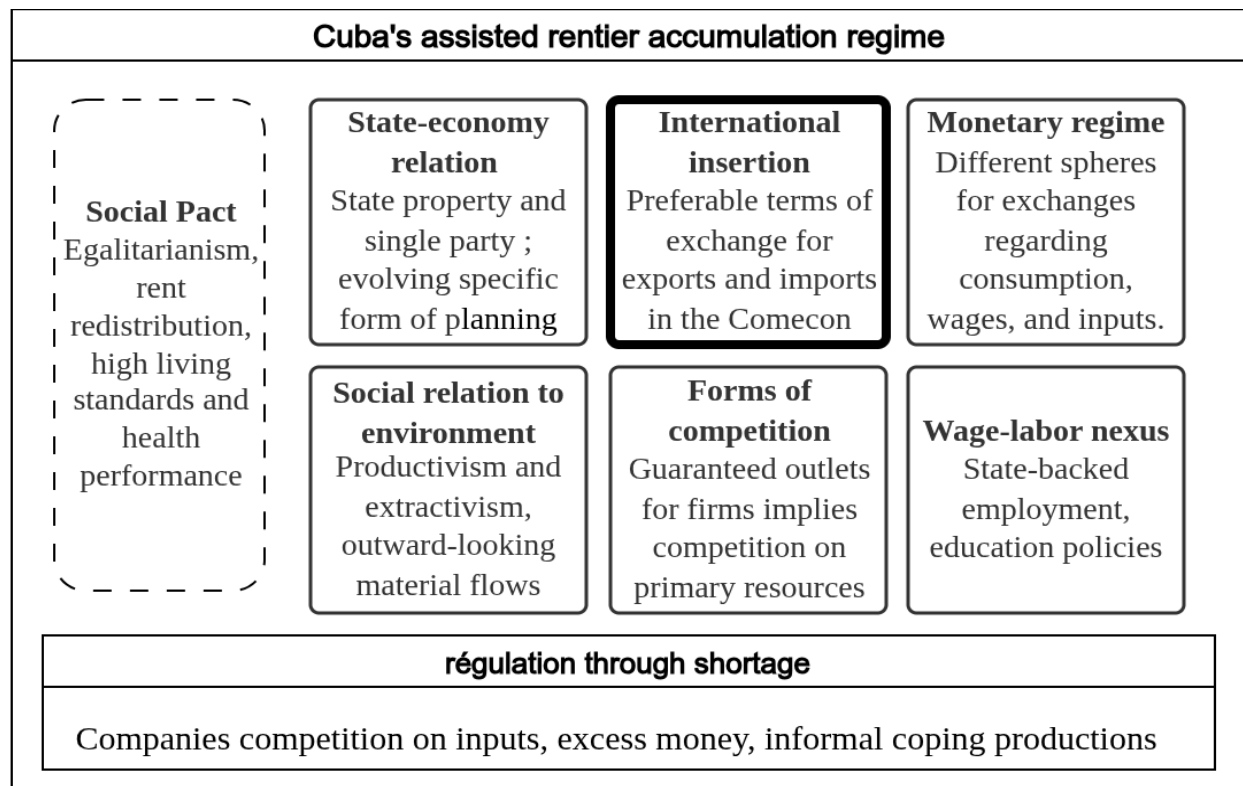 Cuba's assisted rentier accumulation regime
Social Pact
Egalitarianism,
rent
redistribution,
high living
standards and
health
performance
State-economy
relation
State property and
single party ;
evolving specific
form of planning
International
insertion
Preferable terms of
exchange for
exports and imports
in the Comecon
Monetary regime
Different spheres
for exchanges
regarding
consumption,
wages, and inputs.
Social relation to
environment
Productivism and
extractivism,
outward-looking
material flows
Forms of
competition
Guaranteed outlets
for firms implies
competition on
primary resources
Wage-labor nexus
State-backed
employment,
education policies
régulation through shortage
Companies competition on inputs, excess money, informal coping productions